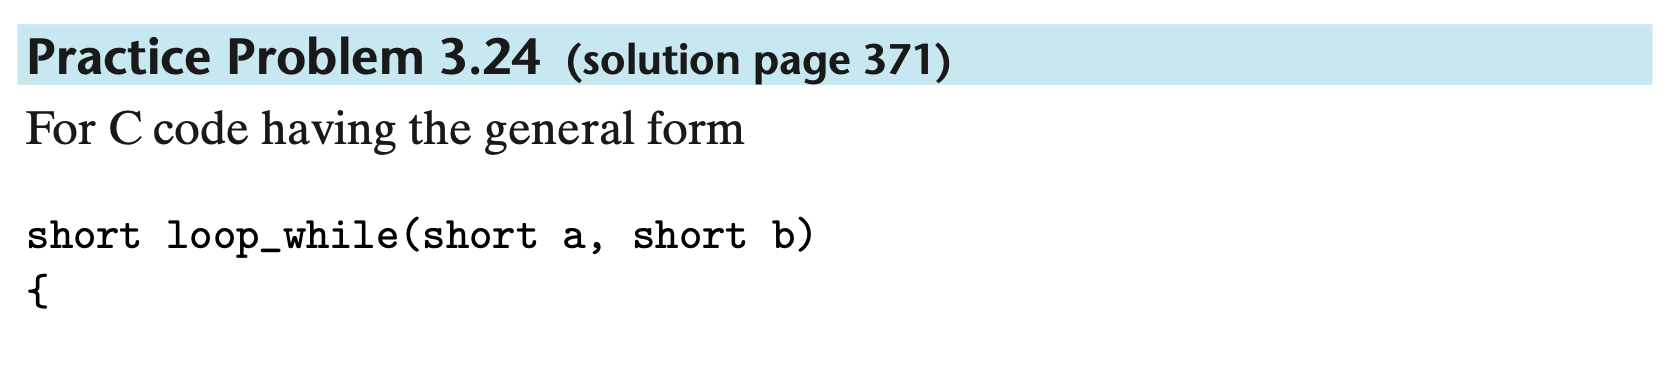 Practice Problem 3.24 (solution page 371)
For C code having the general form
short loop_while(short a, short b)
{